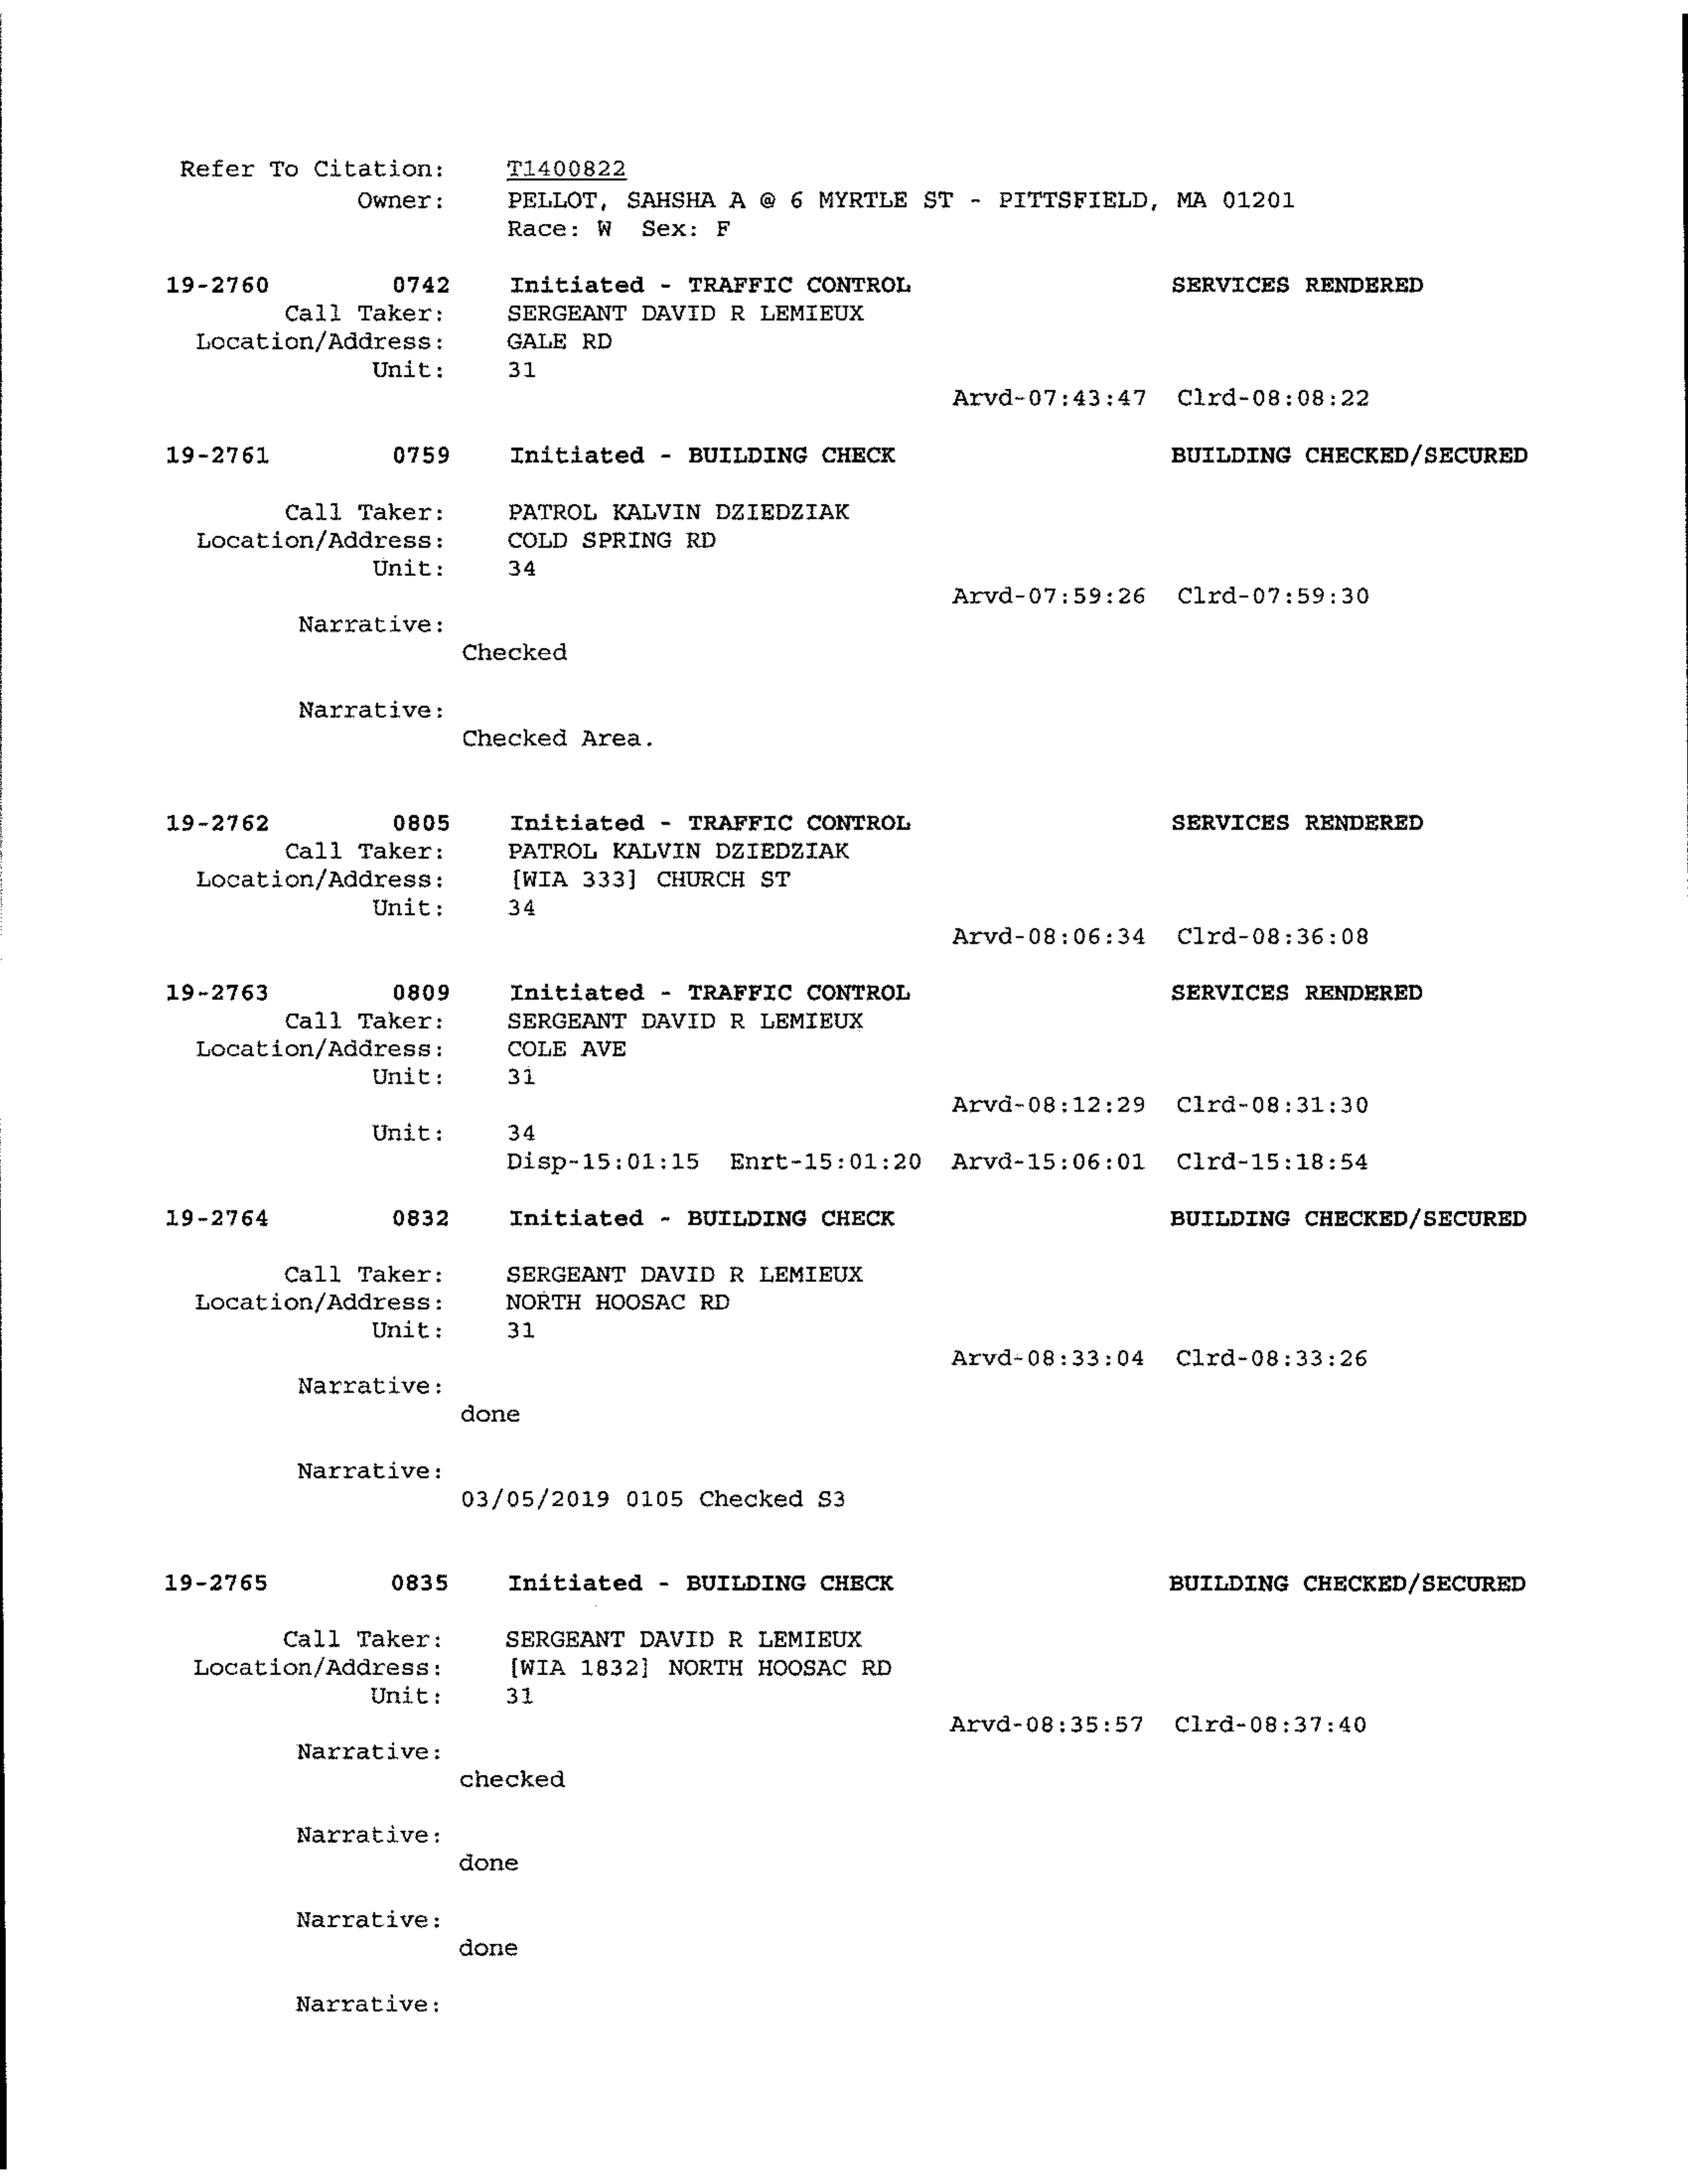 Refer To Citation: T1400822
Owner: PELLOT, SAHSHA A @ 6 MYRTLE ST - PITTSFIELD, MA 01201
Race: W Sex: F
19-2760 0742 Initiated - TRAFFIC CONTROL SERVICES RENDERED
Call Taker: SERGEANT DAVID R LEMIEUX
Location/Address: GALE RD
Unit: 31
Arvd-07:43:47 Clrd-08:08:22
19-2761 0759 Initiated - BUILDING CHECK BUILDING CHECKED/SECURED
Call Taker: PATROL KALVIN DZIEDZIAK
Location/Address: COLD SPRING RD
Unit: 34
Arvd-07:59:26 Clrd-07:59:30
Narrative:
Checked
Narrative:
Checked Area.
19-2762 0805 Initiated - TRAFFIC CONTROL SERVICES RENDERED
Call Taker: PATROL KALVIN DZIEDZIAK
Location/Address: [WIA 333] CHURCH ST
Unit: 34
Arvd-08:06:34 Clrd-08:36:08
19-2763 0809 Initiated - TRAFFIC CONTROL SERVICES RENDERED
Call Taker: SERGEANT DAVID R LEMIEUX
Location/Address: COLE AVE
Unit: 31
Arvd-08:12:29 Clrd-08:31:30
Unit: 34
Disp-15:01:15 Enrt-15:01:20 Arvd-15:06:01 Clrd-15:18:54
19-2764 0832 Initiated - BUILDING CHECK BUILDING CHECKED/SECURED
Call Taker: SERGEANT DAVID R LEMIEUX
Location/Address: NORTH HOOSAC RD
Unit: 31
Arvd-08:33:04 Clrd-08:33:26
Narrative:
done
Narrative:
03/05/2019 0105 Checked S3
19-2765 0835 Initiated - BUILDING CHECK BUILDING CHECKED/SECURED
Call Taker: SERGEANT DAVID R LEMIEUX
Location/Address: [WIA 1832] NORTH HOOSAC RD
Unit: 31
Arvd-08:35:57 Clrd-08:37:40
Narrative:
checked
Narrative:
done
Narrative:
done
Narrative: